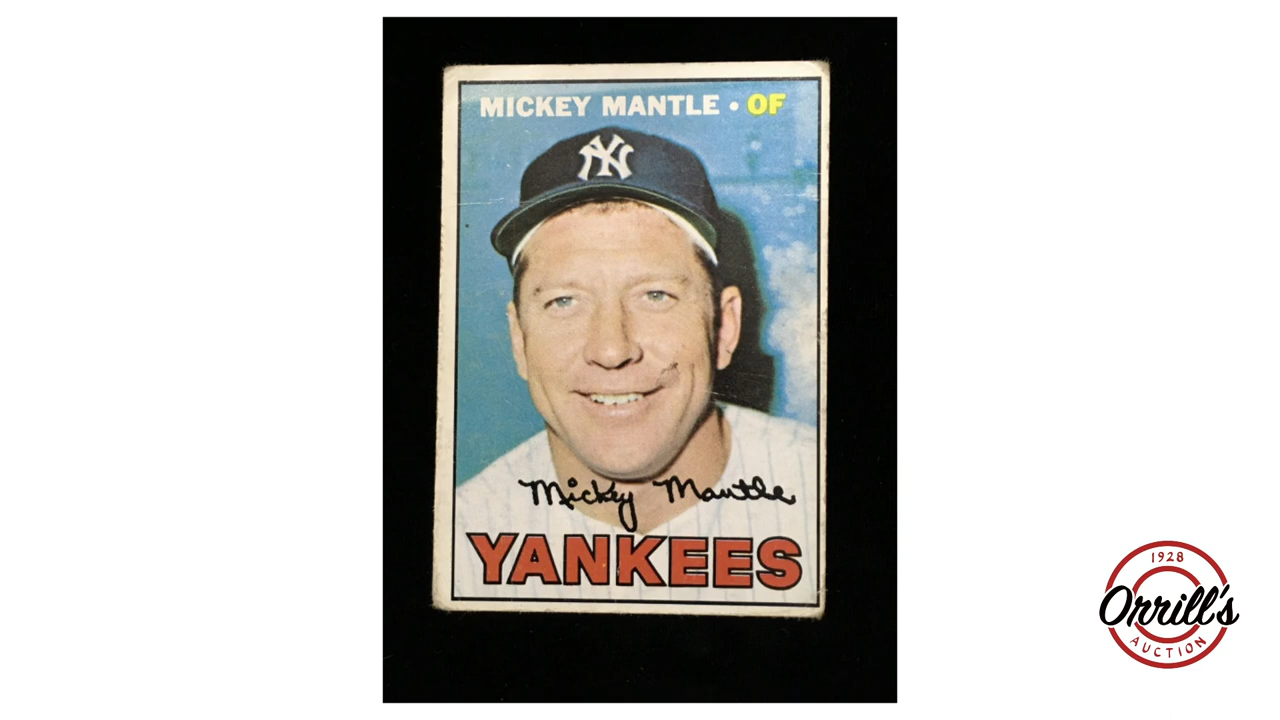 MICKEY MANTLE • OF
NY
Mickey Mantle
YANKEES
1928
Orrill's
AUCTION